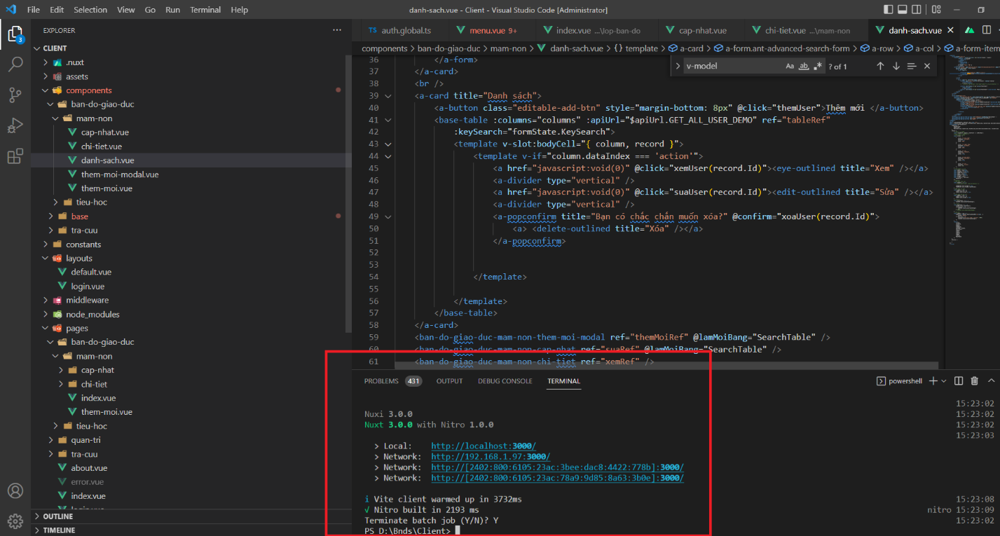 File Edit Selection View Go Run Terminal Help
danh-sach.vue - Client - Visual Studio Code [Administrator]
3
EXPLORER
CLIENT
.nuxt
assets
components
ban-do-giao-duc
mam-non
cap-nhat.vue
chi-tiet.vue
danh-sach.vue
them-moi-modal.vue
them-moi.vue
tieu-hoc
base
tra-cuu
constants
layouts
default.vue
login.vue
middleware
node_modules
pages
ban-do-giao-duc
mam-non
cap-nhat
chi-tiet
index.vue
them-moi.vue
tieu-hoc
quan-tri
tra-cuu
about.vue
error.vue
index.vue
OUTLINE
TIMELINE
TS auth.global.ts
menu.vue 9+
index.vue ...\lop-ban-do
cap-nhat.vue
chi-tiet.vue ...\mam-non
danh-sach.vue
components > ban-do-giao-duc > mam-non > danh-sach.vue > {} template > a-card > a-form.ant-advanced-search-form > a-row > a-col > a-form-item
v-model
Aa ab .* ? of 1
36 </a-form>
37 </a-card>
38 <br />
39 <a-card title="Danh sách">
40 <a-button class="editable-add-btn" style="margin-bottom: 8px" @click="themUser">Thêm mới </a-button>
41 <base-table :columns="columns" :apiUrl="$apiUrl.GET_ALL_USER_DEMO" ref="tableRef"
42 :keySearch="formState.KeySearch">
43 <template v-slot:bodyCell="{ column, record }">
44 <template v-if="column.dataIndex === 'action'">
45 <a href="javascript:void(0)" @click="xemUser(record.Id)"><eye-outlined title="Xem" /></a>
46 <a-divider type="vertical" />
47 <a href="javascript:void(0)" @click="suaUser(record.Id)"><edit-outlined title="Sửa" /></a>
48 <a-divider type="vertical" />
49 <a-popconfirm title="Bạn có chắc chắn muốn xóa?" @confirm="xoaUser(record.Id)">
50 <a> <delete-outlined title="Xóa" /></a>
51 </a-popconfirm>
52
53
54 </template>
55
56 </template>
57 </base-table>
58 </a-card>
59 <ban-do-giao-duc-mam-non-them-moi-modal ref="themMoiRef" @lamMoiBang="SearchTable" />
60 <ban-do-giao-duc-mam-non-cap-nhat ref="suaRef" @lamMoiBang="SearchTable" />
61 <ban-do-giao-duc-mam-non-chi-tiet ref="xemRef" />
PROBLEMS 431 OUTPUT DEBUG CONSOLE TERMINAL
powershell
15:23:02
Nuxi 3.0.0 15:23:02
Nuxt 3.0.0 with Nitro 1.0.0 15:23:02
15:23:03
> Local: http://localhost:3000/
> Network: http://192.168.1.97:3000/
> Network: http://[2402:800:6105:23ac:3bee:dac8:4422:778b]:3000/
> Network: http://[2402:800:6105:23ac:78a9:9d85:8a63:3b0e]:3000/
i Vite client warmed up in 3732ms 15:23:08
√ Nitro built in 2193 ms nitro 15:23:09
Terminate batch job (Y/N)? Y 15:23:02
PS D:\Bnds\Client>